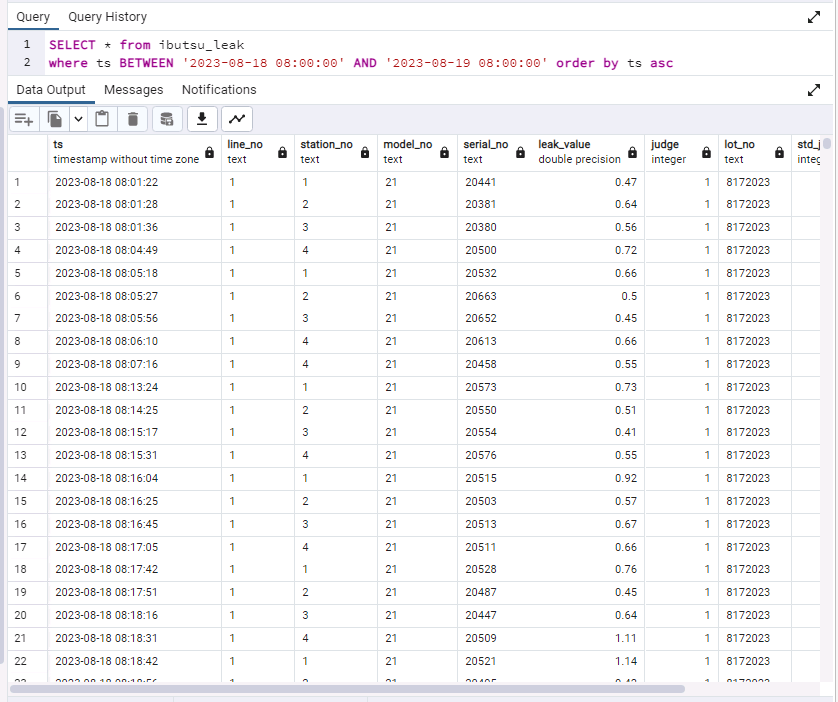 Query Query History
1 SELECT * from ibutsu_leak
2 where ts BETWEEN '2023-08-18 08:00:00' AND '2023-08-19 08:00:00' order by ts asc
Data Output Messages Notifications
ts line_no station_no model_no serial_no leak_value judge lot_no std_j
timestamp without time zone text text text text double precision integer text integ
1 2023-08-18 08:01:22 1 1 21 20441 0.47 1 8172023
2 2023-08-18 08:01:28 1 2 21 20381 0.64 1 8172023
3 2023-08-18 08:01:36 1 3 21 20380 0.56 1 8172023
4 2023-08-18 08:04:49 1 4 21 20500 0.72 1 8172023
5 2023-08-18 08:05:18 1 1 21 20532 0.66 1 8172023
6 2023-08-18 08:05:27 1 2 21 20663 0.5 1 8172023
7 2023-08-18 08:05:56 1 3 21 20652 0.45 1 8172023
8 2023-08-18 08:06:10 1 4 21 20613 0.66 1 8172023
9 2023-08-18 08:07:16 1 4 21 20458 0.55 1 8172023
10 2023-08-18 08:13:24 1 1 21 20573 0.73 1 8172023
11 2023-08-18 08:14:25 1 2 21 20550 0.51 1 8172023
12 2023-08-18 08:15:17 1 3 21 20554 0.41 1 8172023
13 2023-08-18 08:15:31 1 4 21 20576 0.55 1 8172023
14 2023-08-18 08:16:04 1 1 21 20515 0.92 1 8172023
15 2023-08-18 08:16:25 1 2 21 20503 0.57 1 8172023
16 2023-08-18 08:16:45 1 3 21 20513 0.67 1 8172023
17 2023-08-18 08:17:05 1 4 21 20511 0.66 1 8172023
18 2023-08-18 08:17:42 1 1 21 20528 0.76 1 8172023
19 2023-08-18 08:17:51 1 2 21 20487 0.45 1 8172023
20 2023-08-18 08:18:16 1 3 21 20447 0.64 1 8172023
21 2023-08-18 08:18:31 1 4 21 20509 1.11 1 8172023
22 2023-08-18 08:18:42 1 1 21 20521 1.14 1 8172023